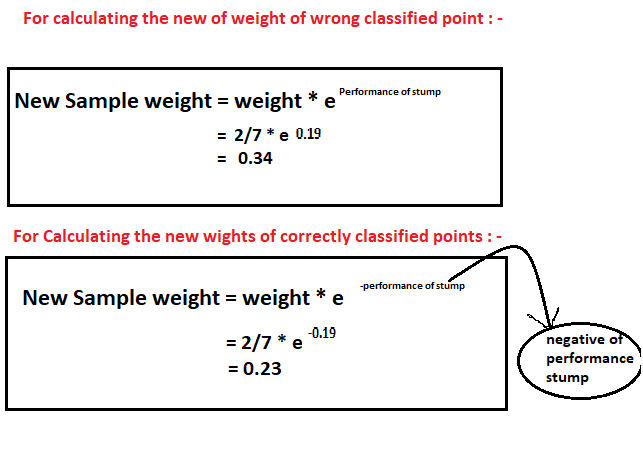 For calculating the new of weight of wrong classified point : -
New Sample weight = weight * e Performance of stump
= 2/7 * e 0.19
= 0.34
For Calculating the new wights of correctly classified points : -
New Sample weight = weight * e -performance of stump
= 2/7 * e -0.19
= 0.23
negative of
performance
stump